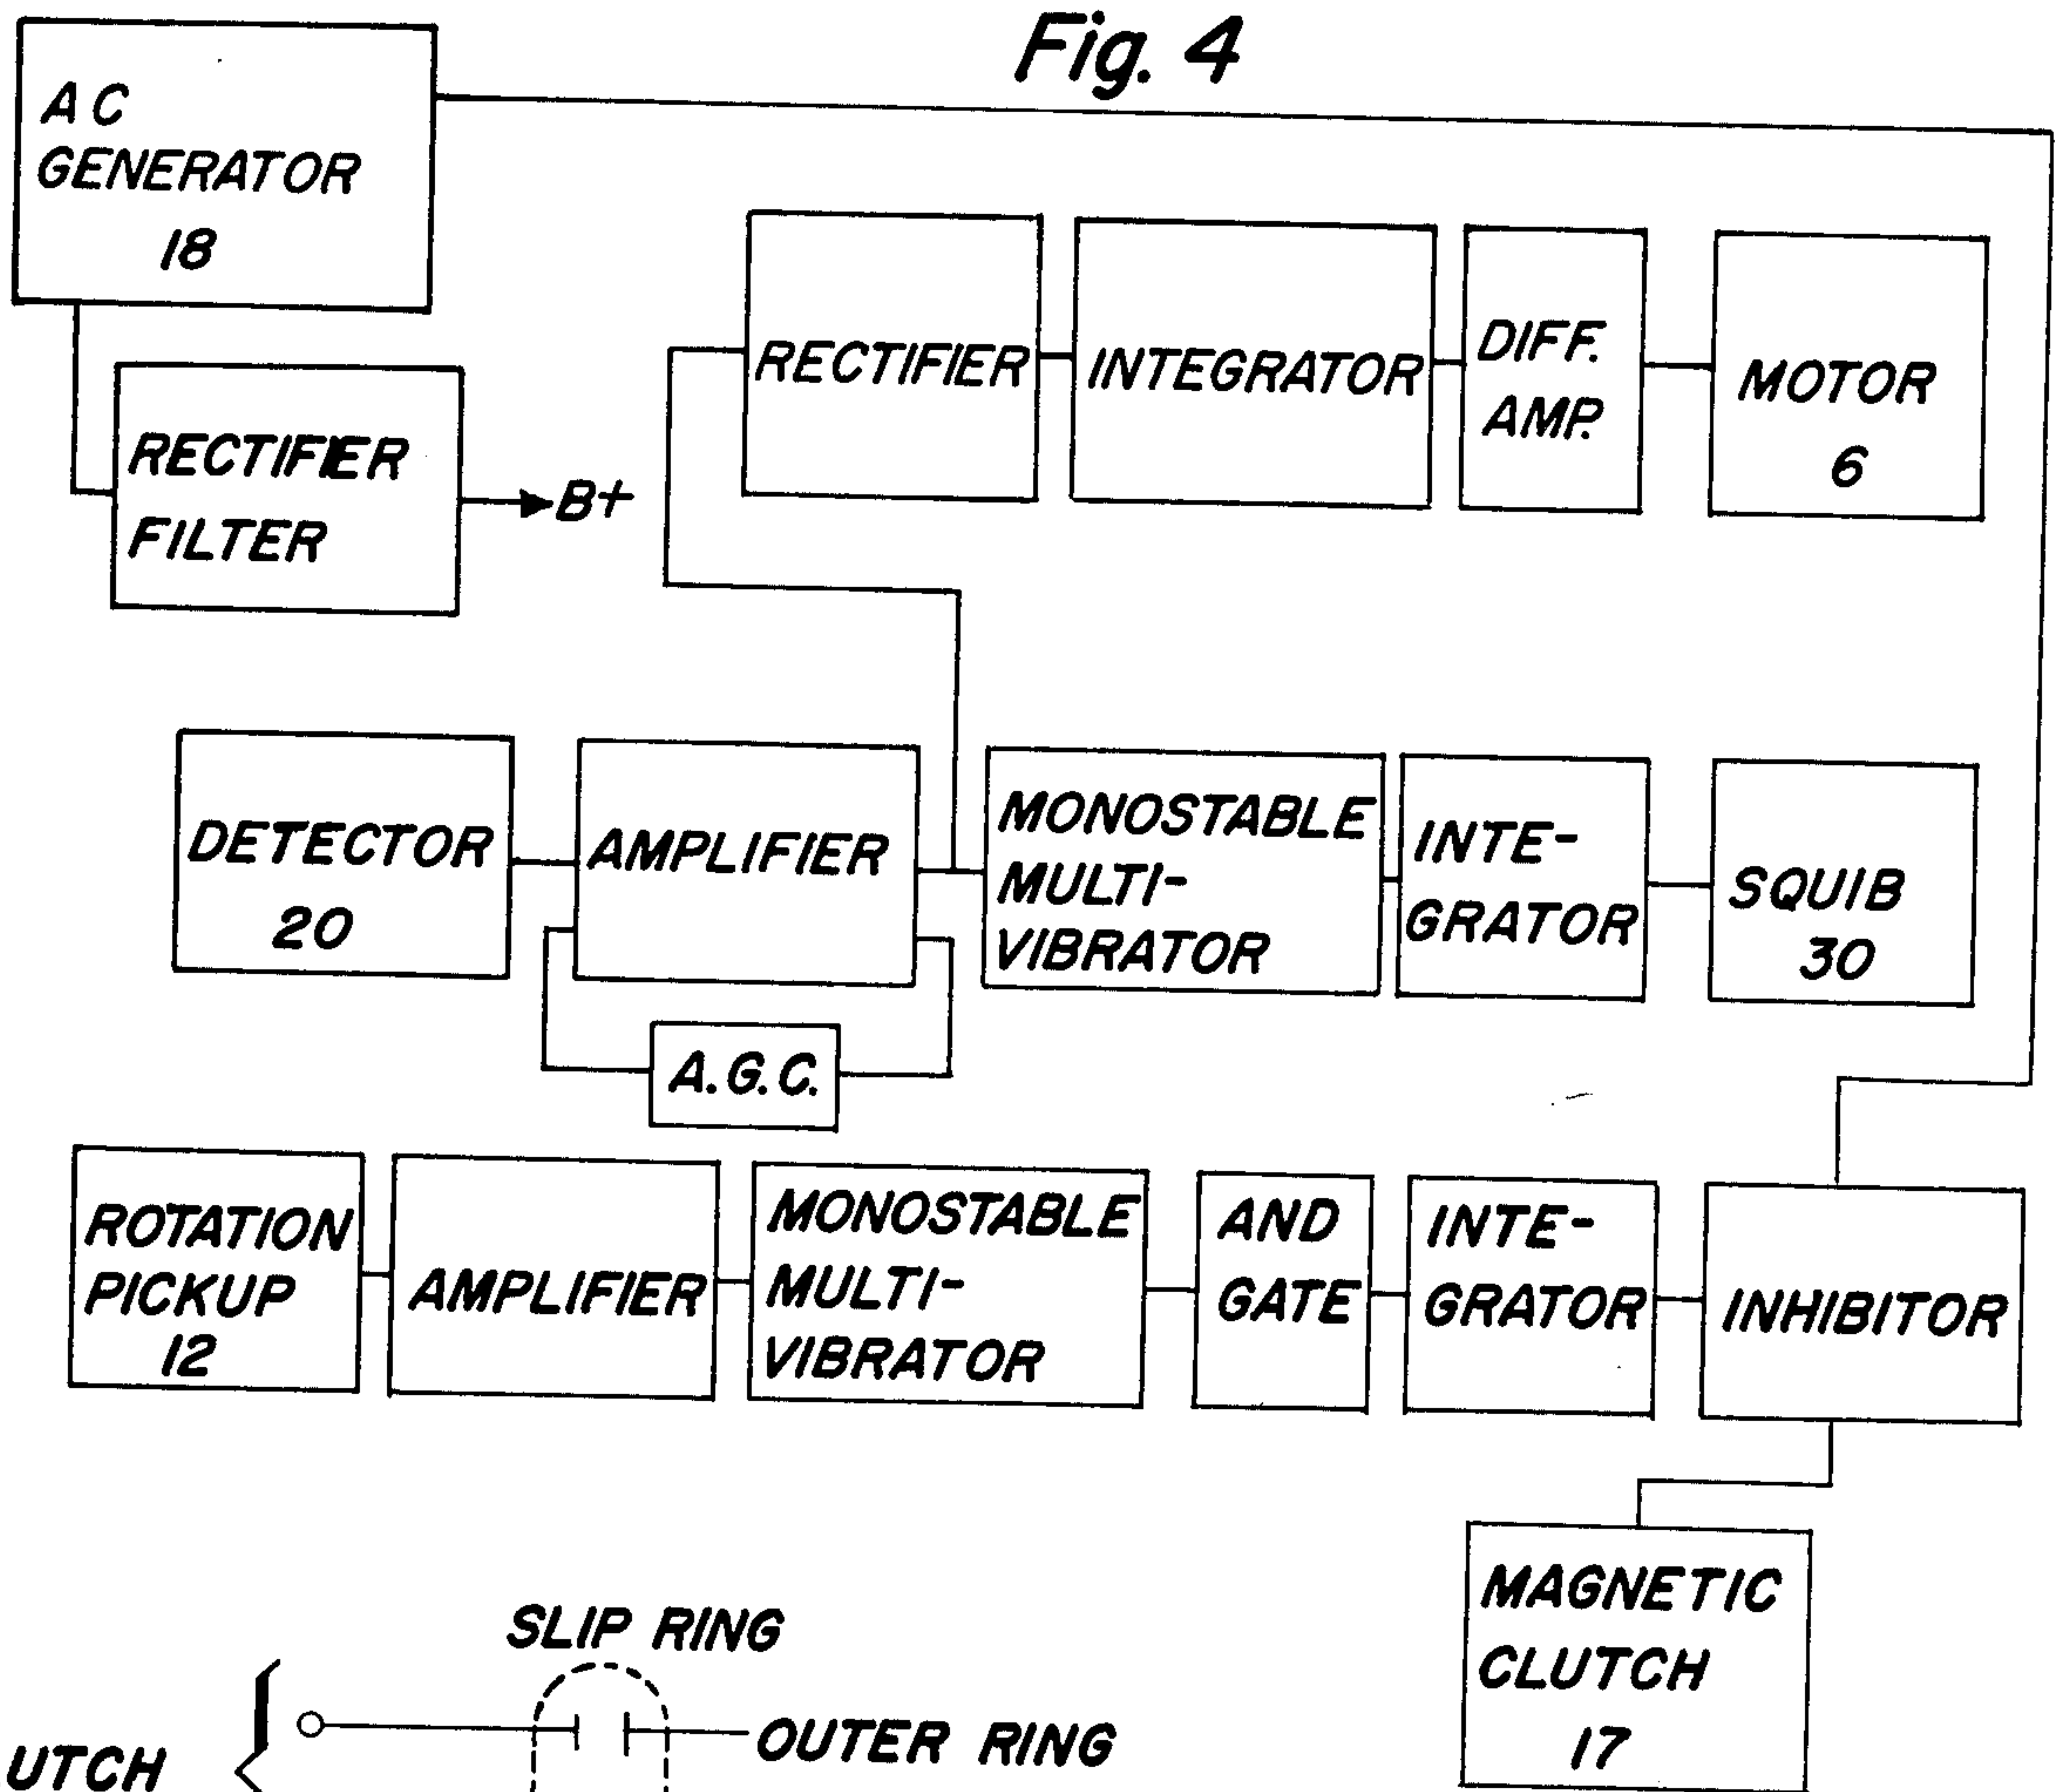 Fig. 4
AC
GENERATOR
18
RECTIFIER
FILTER
B+
RECTIFIER
INTEGRATOR
DIFF.
AMP.
MOTOR
6
DETECTOR
20
AMPLIFIER
A.G.C.
MONOSTABLE
MULTI-
VIBRATOR
INTE-
GRATOR
SQUIB
30
ROTATION
PICKUP
12
AMPLIFIER
MONOSTABLE
MULTI-
VIBRATOR
AND
GATE
INTE-
GRATOR
INHIBITOR
MAGNETIC
CLUTCH
17
SLIP RING
OUTER RING
UTCH